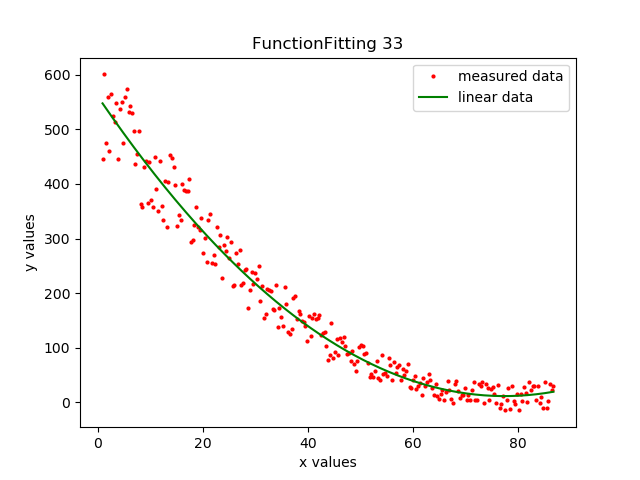 FunctionFitting 33
measured data
linear data
y values
600
500
400
300
200
100
0
0 20 40 60 80
x values